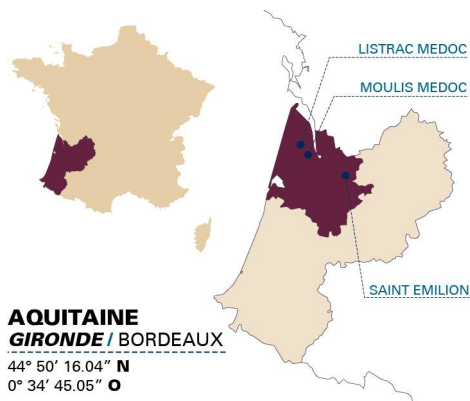 LISTRAC MEDOC
MOULIS MEDOC
SAINT EMILION
AQUITAINE
GIRONDE / BORDEAUX
44° 50’ 16.04” N
0° 34’ 45.05” O